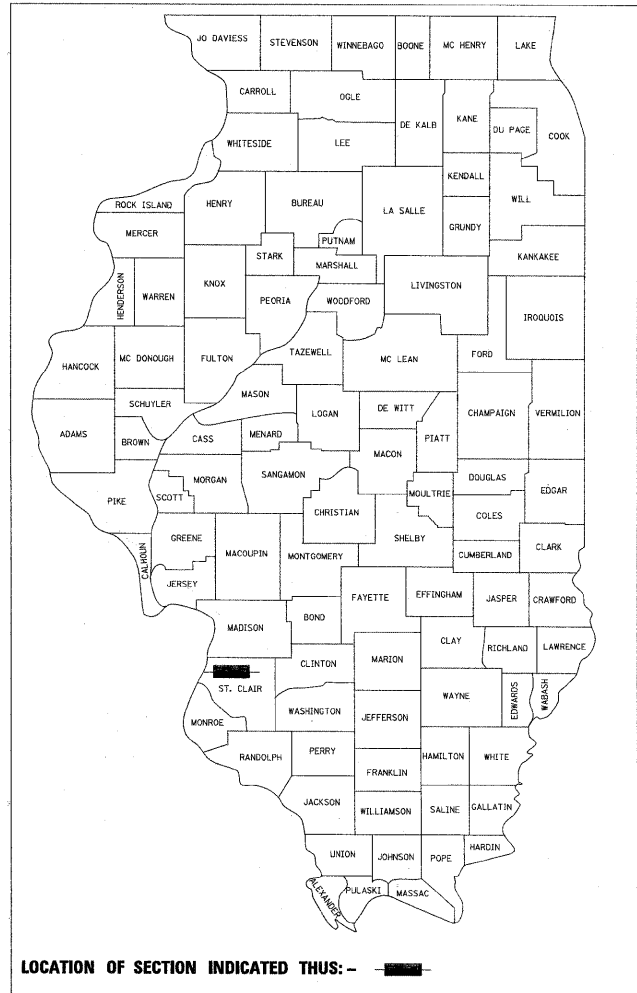 JO DAVIESS
STEVENSON
WINNEBAGO
BOONE
MC HENRY
LAKE
CARROLL
OGLE
DE KALB
KANE
DU PAGE
COOK
WHITESIDE
LEE
KENDALL
WILL
ROCK ISLAND
HENRY
BUREAU
LA SALLE
GRUNDY
MERCER
PUTNAM
KANKAKEE
STARK
MARSHALL
HENDERSON
WARREN
KNOX
PEORIA
WOODFORD
LIVINGSTON
IROQUOIS
HANCOCK
MC DONOUGH
FULTON
TAZEWELL
MC LEAN
FORD
MASON
SCHUYLER
LOGAN
DE WITT
CHAMPAIGN
VERMILION
ADAMS
BROWN
CASS
MENARD
PIATT
MACON
SANGAMON
MORGAN
SCOTT
PIKE
MOULTRIE
DOUGLAS
EDGAR
CHRISTIAN
COLES
GREENE
CALHOUN
MACOUPIN
MONTGOMERY
SHELBY
CUMBERLAND
CLARK
JERSEY
FAYETTE
EFFINGHAM
JASPER
CRAWFORD
MADISON
BOND
CLAY
RICHLAND
LAWRENCE
CLINTON
MARION
ST. CLAIR
WAYNE
EDWARDS
WABASH
MONROE
WASHINGTON
JEFFERSON
RANDOLPH
PERRY
HAMILTON
WHITE
FRANKLIN
JACKSON
WILLIAMSON
SALINE
GALLATIN
UNION
JOHNSON
POPE
HARDIN
ALEXANDER
PULASKI
MASSAC
LOCATION OF SECTION INDICATED THUS: -